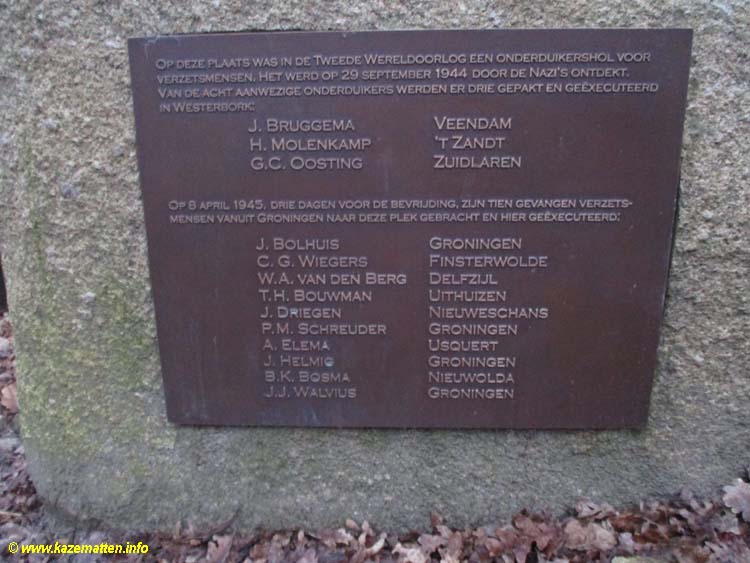 Op deze plaats was in de Tweede Wereldoorlog een onderduikershol voor
verzetsmensen. Het werd op 29 september 1944 door de Nazi's ontdekt.
Van de acht aanwezige onderduikers werden er drie gepakt en geëxecuteerd
in Westerbork:
J. Bruggema Veendam
H. Molenkamp 't Zandt
G.C. Oosting Zuidlaren
Op 8 april 1945, drie dagen voor de bevrijding, zijn tien gevangen verzets-
mensen vanuit Groningen naar deze plek gebracht en hier geëxecuteerd:
J. Bolhuis Groningen
C. G. Wiegers Finsterwolde
W.A. van den Berg Delfzijl
T.H. Bouwman Uithuizen
J. Driegen Nieuweschans
P.M. Schreuder Groningen
A. Elema Usquert
J. Helmig Groningen
B.K. Bosma Nieuwolda
J.J. Walvius Groningen
© www.kazematten.info